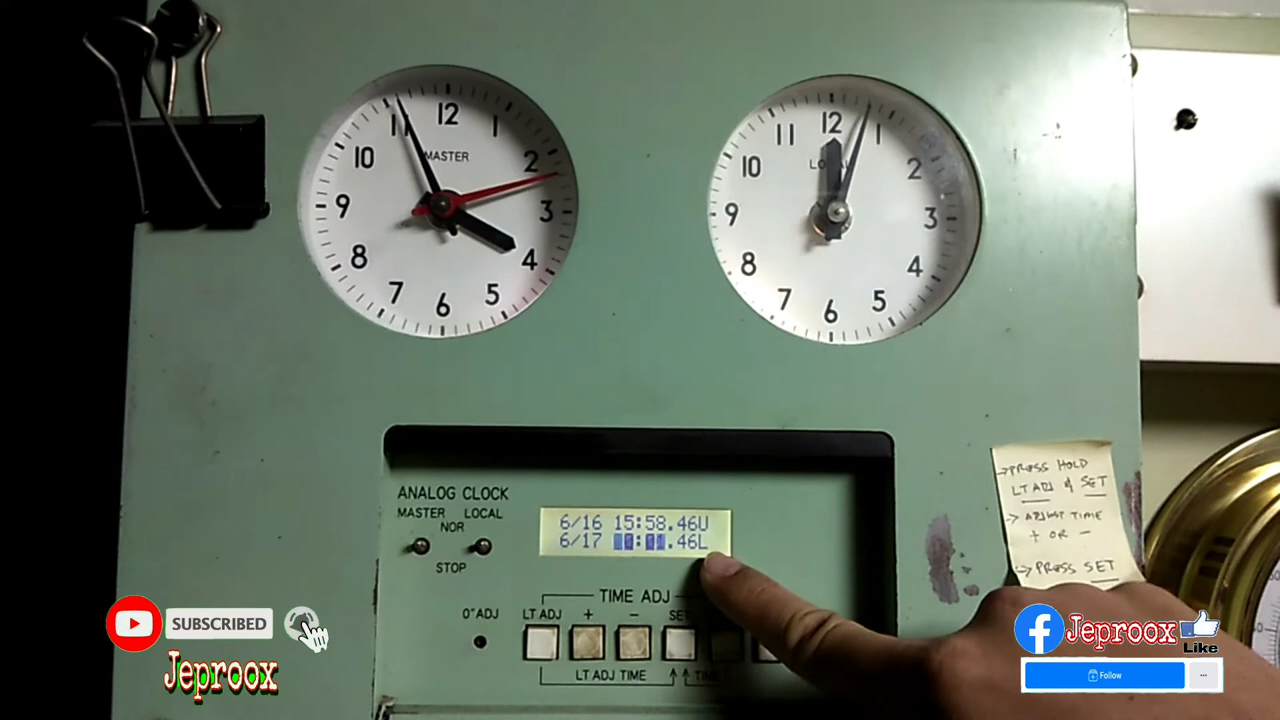 12
1
2
3
4
5
6
7
8
9
10
11
MASTER
12
1
2
3
4
5
6
7
8
9
10
11
ANALOG CLOCK
MASTER LOCAL
NOR
STOP
6/16 15:58.46U
6/17 .46L
TIME ADJ
0"ADJ
LT ADJ + - SET
LT ADJ TIME
→PRESS HOLD
LT ADJ & SET
→ ADJUST TIME
+ OR -
→ PRESS SET
SUBSCRIBED
Jeproox
Jeproox
Like
Follow